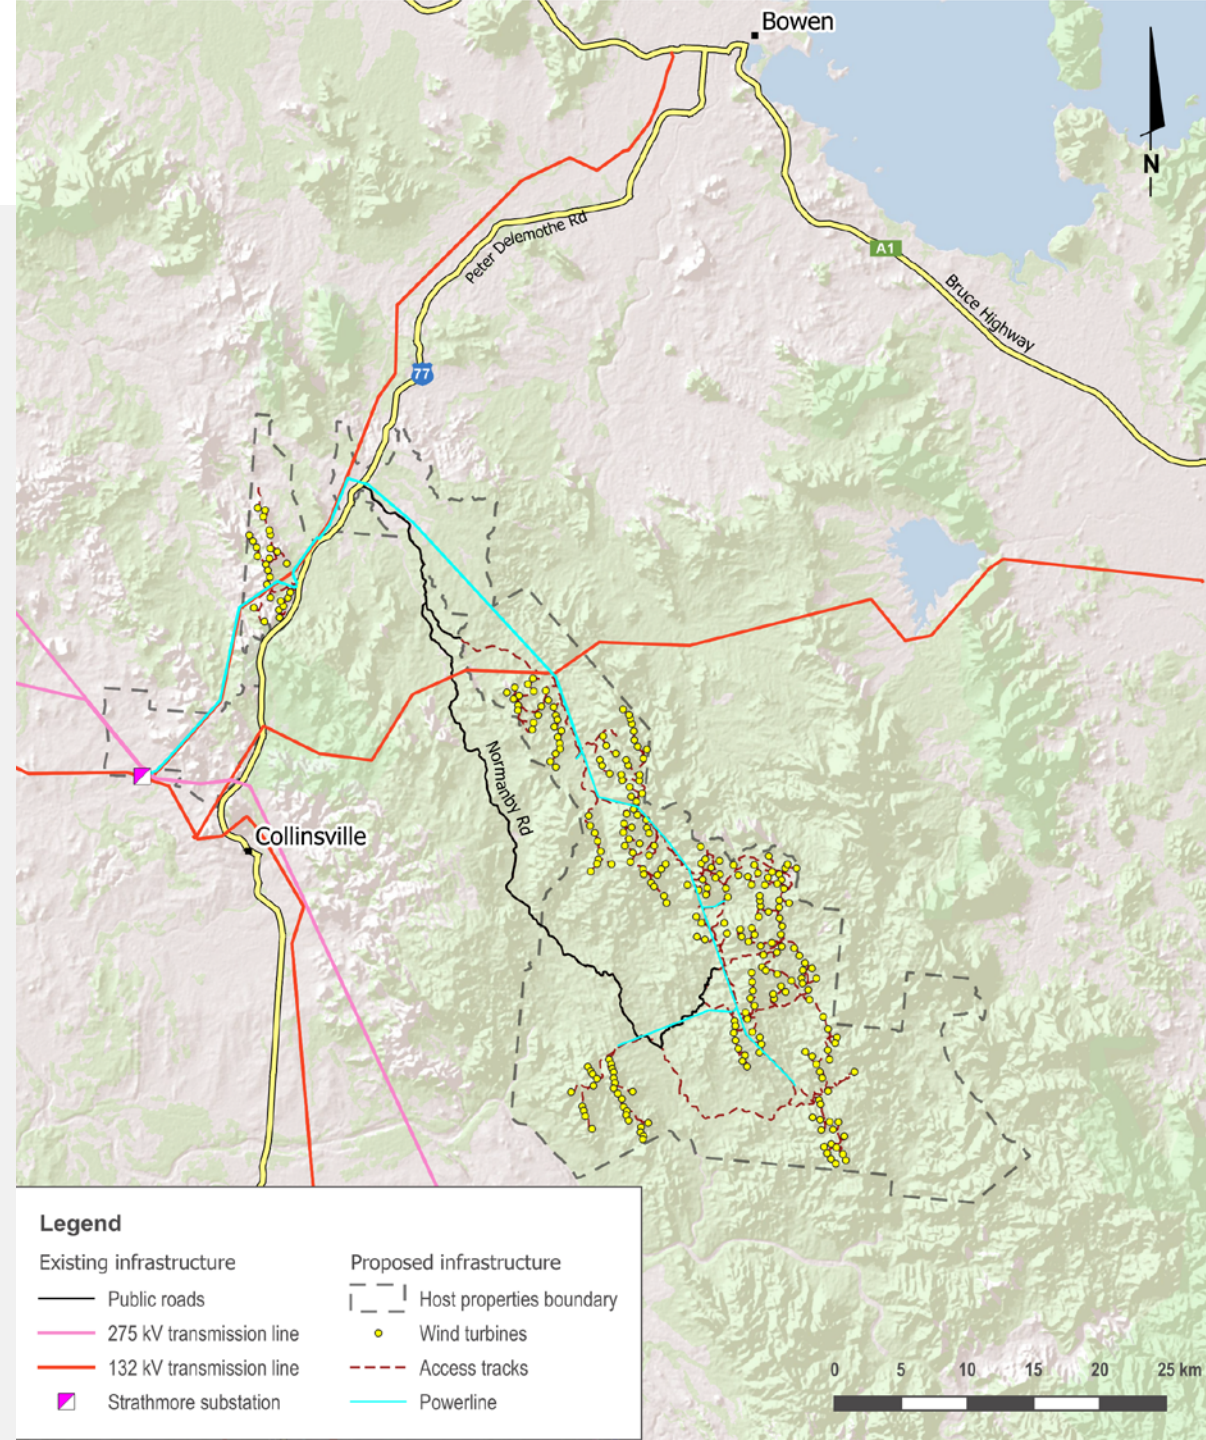 Bowen
N
Peter Delemothe Rd
A1
Bruce Highway
77
Normanby Rd
Collinsville
Legend
Existing infrastructure
Public roads
275 kV transmission line
132 kV transmission line
Strathmore substation
Proposed infrastructure
Host properties boundary
Wind turbines
Access tracks
Powerline
0 5 10 15 20 25 km